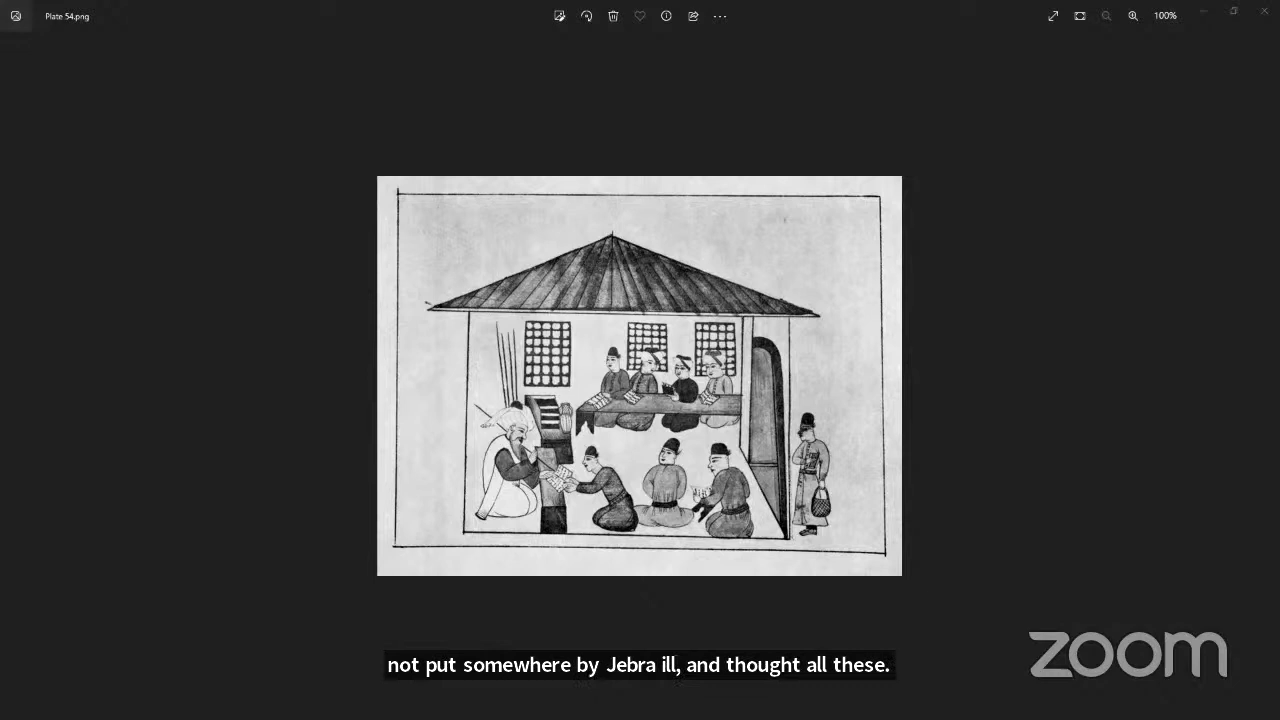 Plate 54.png
100%
not put somewhere by Jebra ill, and thought all these.
zoom